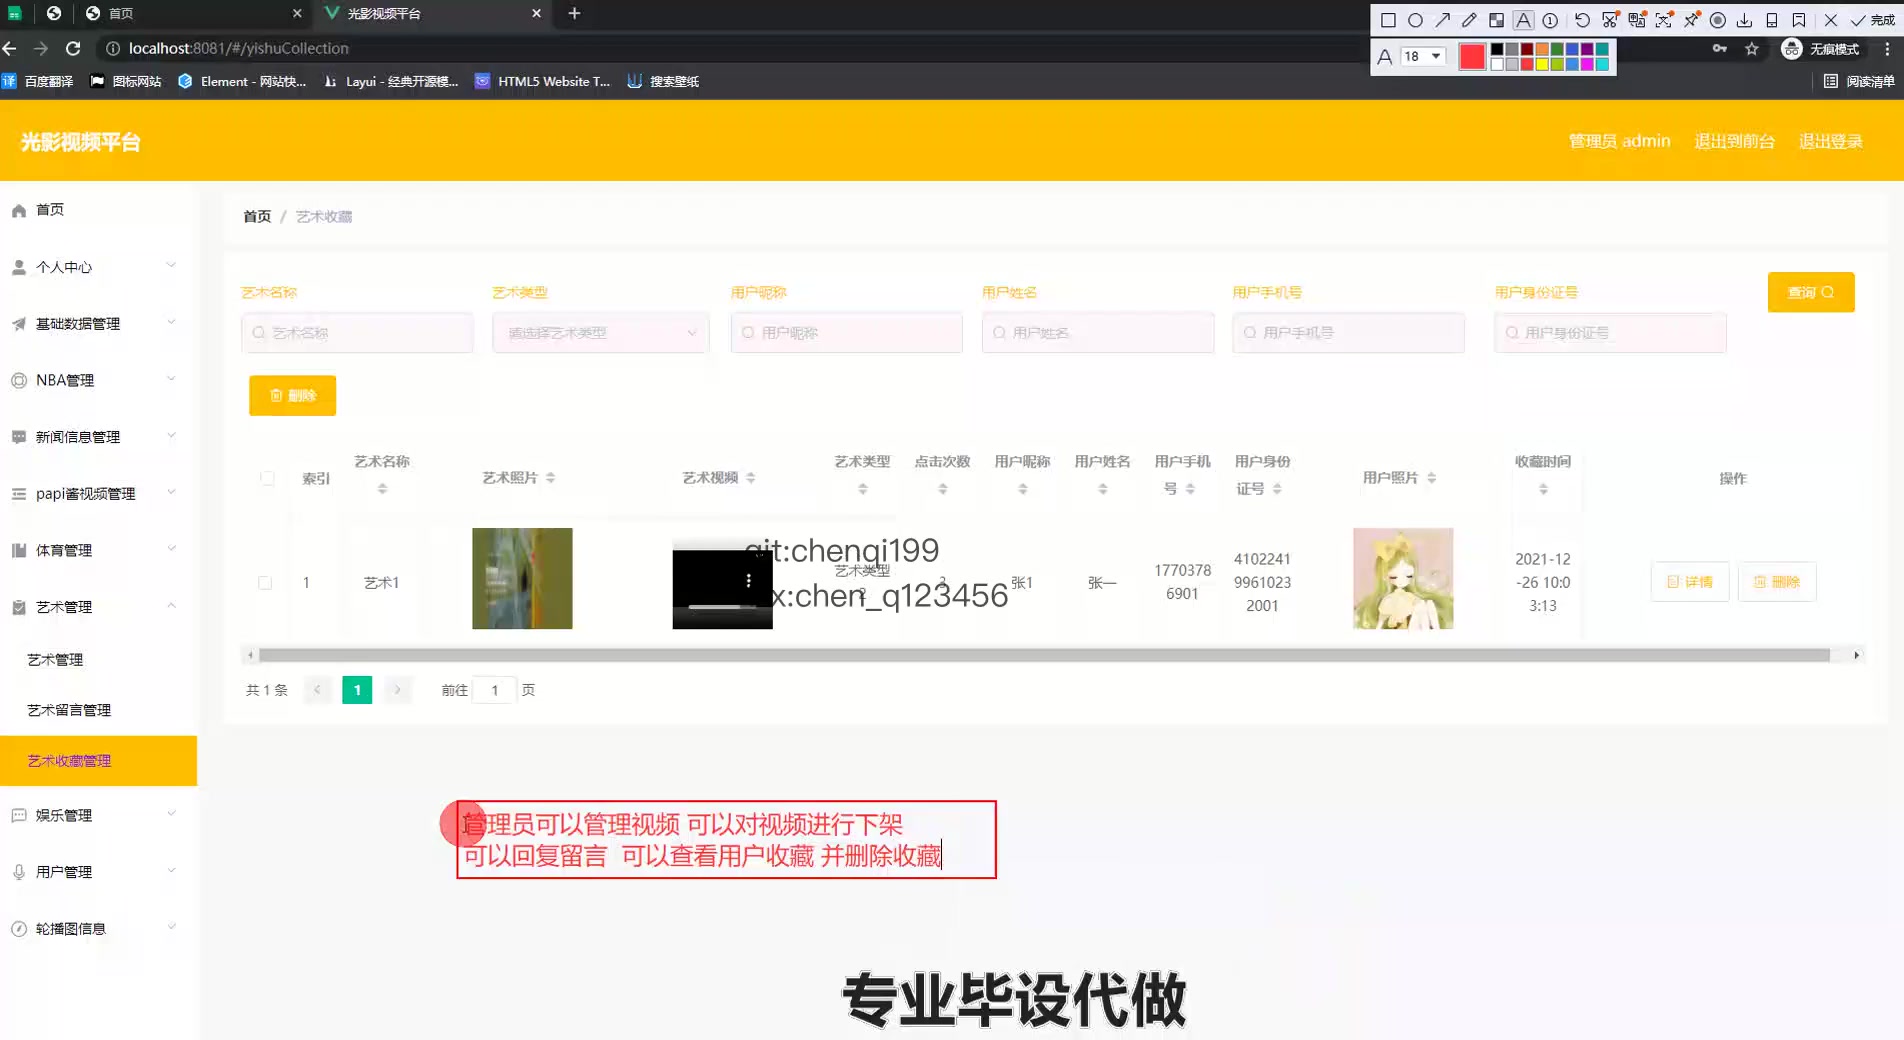 首页
光影视频平台
完成
localhost:8081/#/yishuCollection
A 18
无痕模式
百度翻译 图标网站 Element - 网站快... Layui - 经典开源模... HTML5 Website T... 搜索壁纸
阅读清单
光影视频平台
管理员 admin 退出到前台 退出登录
首页
个人中心
基础数据管理
NBA管理
新闻信息管理
papi酱视频管理
体育管理
艺术管理
艺术管理
艺术留言管理
艺术收藏管理
娱乐管理
用户管理
轮播图信息
首页 / 艺术收藏
艺术名称 艺术类型 用户昵称 用户姓名 用户手机号 用户身份证号
艺术名称 请选择艺术类型 用户昵称 用户姓名 用户手机号 用户身份证号
查询
删除
索引 艺术名称 艺术照片 艺术视频 艺术类型 点击次数 用户昵称 用户姓名 用户手机号 用户身份证号 用户照片 收藏时间 操作
1 艺术1 艺术类型2 3 张1 张一 17703786901 410224199610232001 2021-12-26 10:03:13 详情 删除
git:chenqi199
x:chen_q123456
共 1 条 1 前往 1 页
管理员可以管理视频 可以对视频进行下架
可以回复留言 可以查看用户收藏 并删除收藏
专业毕设代做